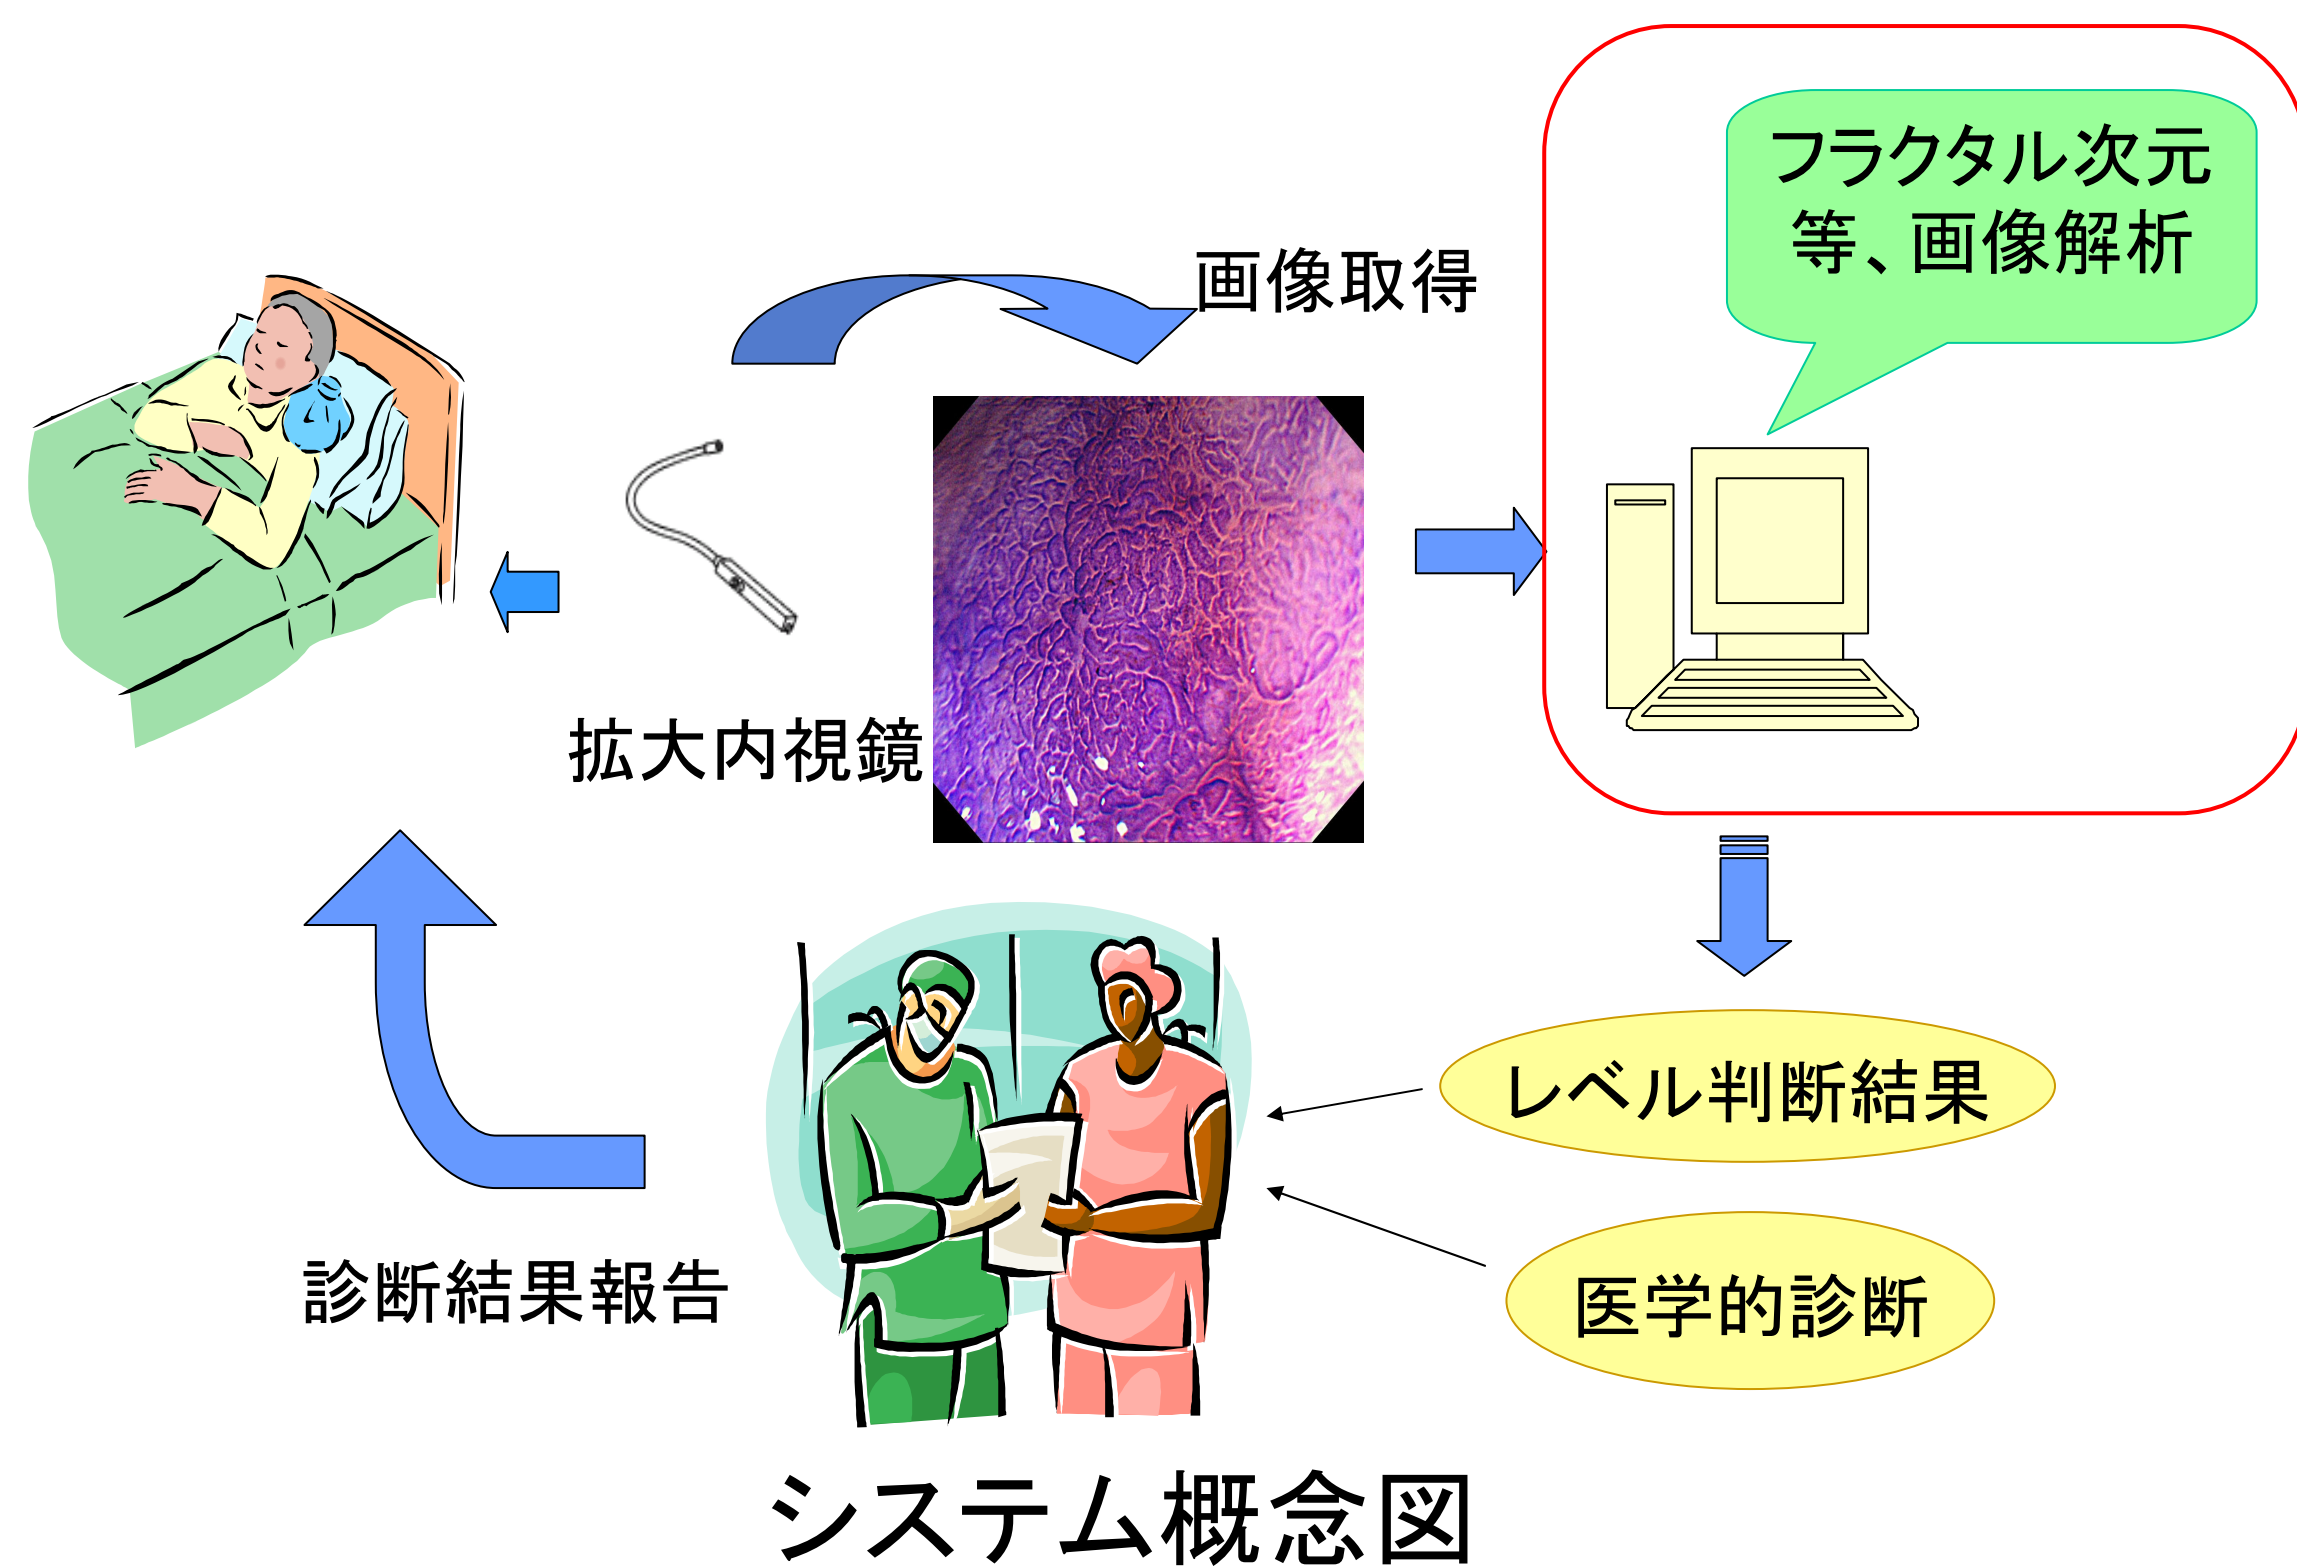 フラクタル次元
等、画像解析
画像取得
拡大内視鏡
レベル判断結果
医学的診断
診断結果報告
システム概念図